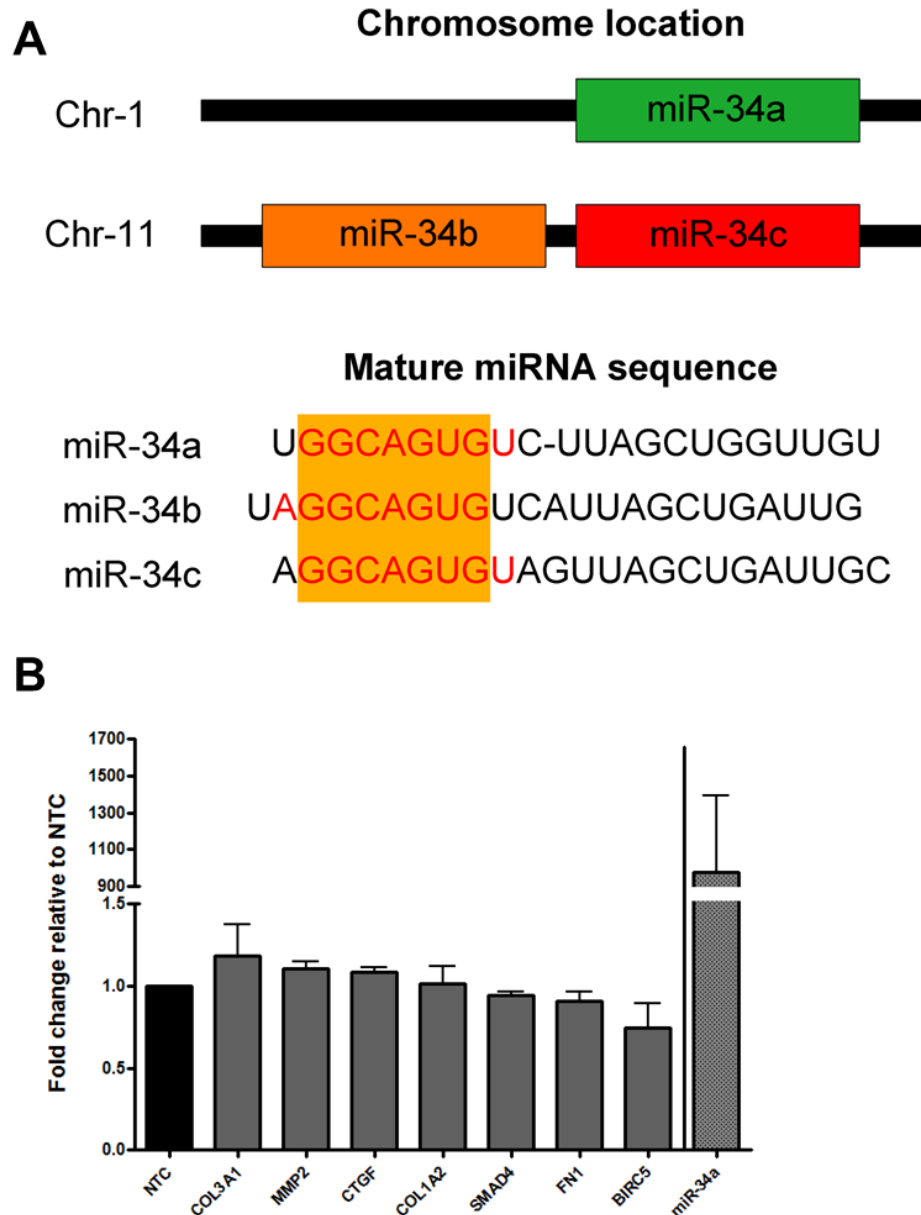 A
Chromosome location
Chr-1
miR-34a
Chr-11
miR-34b
miR-34c
Mature miRNA sequence
miR-34a UGGCAGUGUC-UUAGCUGGUUGU
miR-34b UAGGCAGUGUCAUUAGCUGAUUG
miR-34c AGGCAGUGUAGUUAGCUGAUUGC
B
Fold change relative to NTC
1700
1500
1300
1100
900
1.5
1.0
0.5
0.0
NTC
COL3A1
MMP2
CTGF
COL1A2
SMAD4
FN1
BIRC5
miR-34a